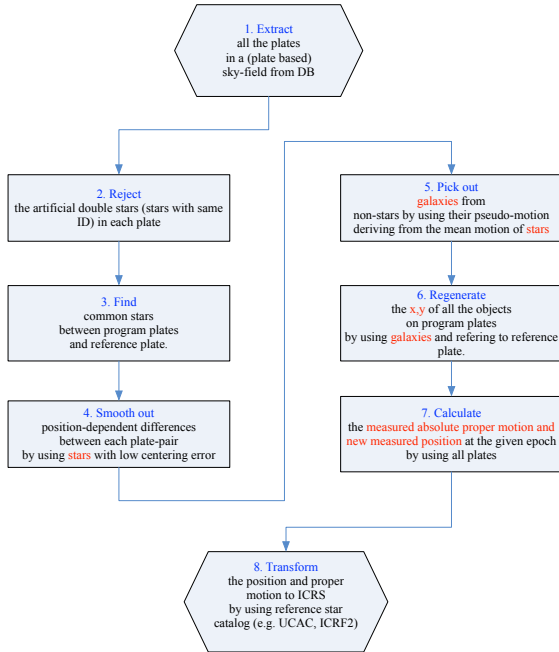 1. Extract
all the plates
in a (plate based)
sky-field from DB
2. Reject
the artificial double stars (stars with same
ID) in each plate
3. Find
common stars
between program plates
and reference plate.
4. Smooth out
position-dependent differences
between each plate-pair
by using stars with low centering error
5. Pick out
galaxies from
non-stars by using their pseudo-motion
deriving from the mean motion of stars
6. Regenerate
the x,y of all the objects
on program plates
by using galaxies and refering to reference
plate.
7. Calculate
the measured absolute proper motion and
new measured position at the given epoch
by using all plates
8. Transform
the position and proper
motion to ICRS
by using reference star
catalog (e.g. UCAC, ICRF2)